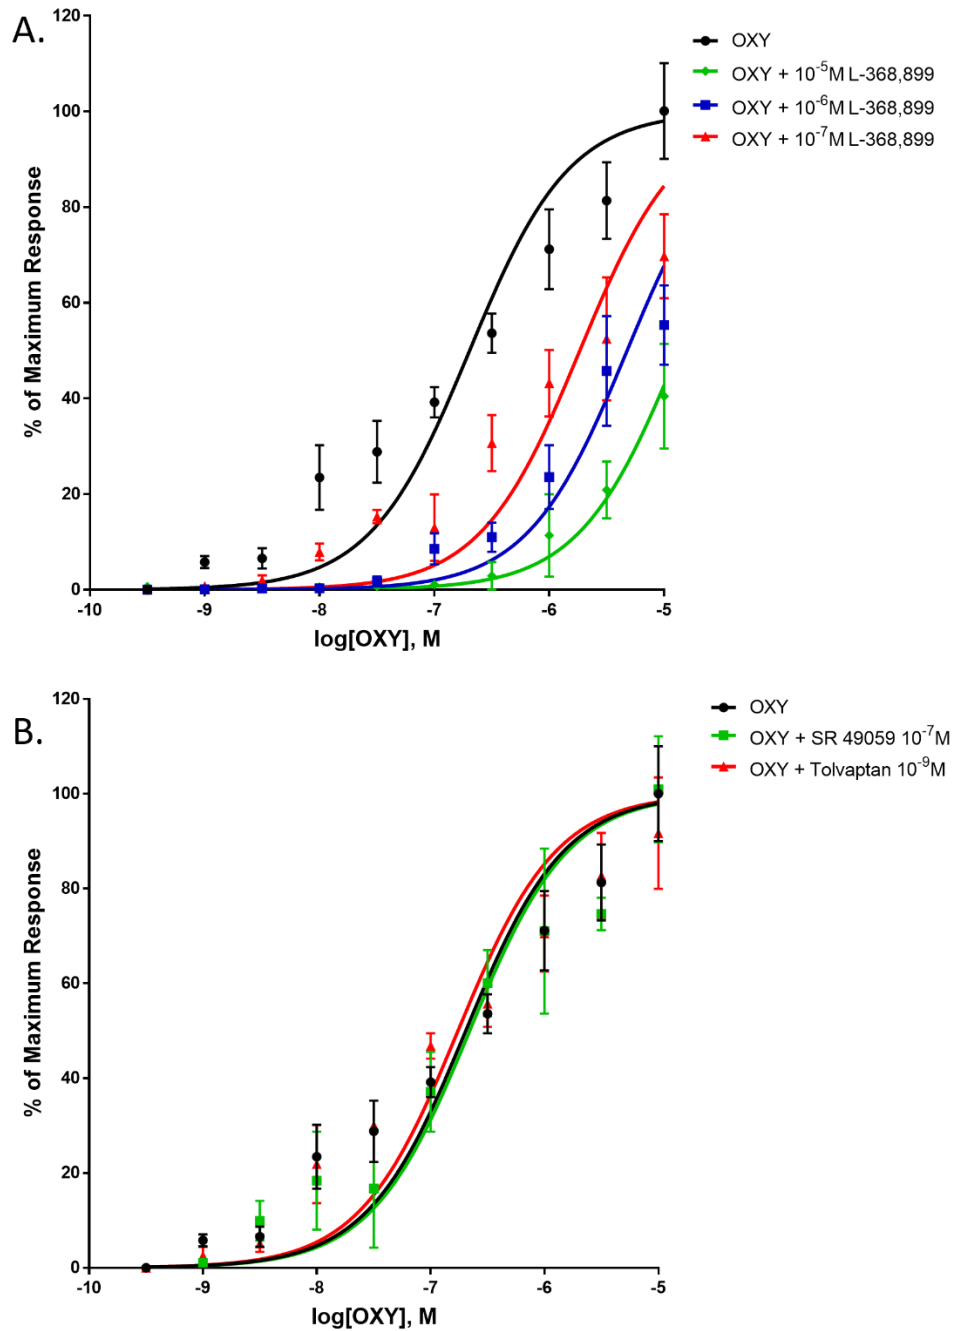 A.
120
100
80
60
40
20
0
% of Maximum Response
-10
-9
-8
-7
-6
-5
log[OXY], M
OXY
OXY + 10⁻⁵M L-368,899
OXY + 10⁻⁶M L-368,899
OXY + 10⁻⁷M L-368,899
B.
120
100
80
60
40
20
0
% of Maximum Response
-10
-9
-8
-7
-6
-5
log[OXY], M
OXY
OXY + SR 49059 10⁻⁷M
OXY + Tolvaptan 10⁻⁹M